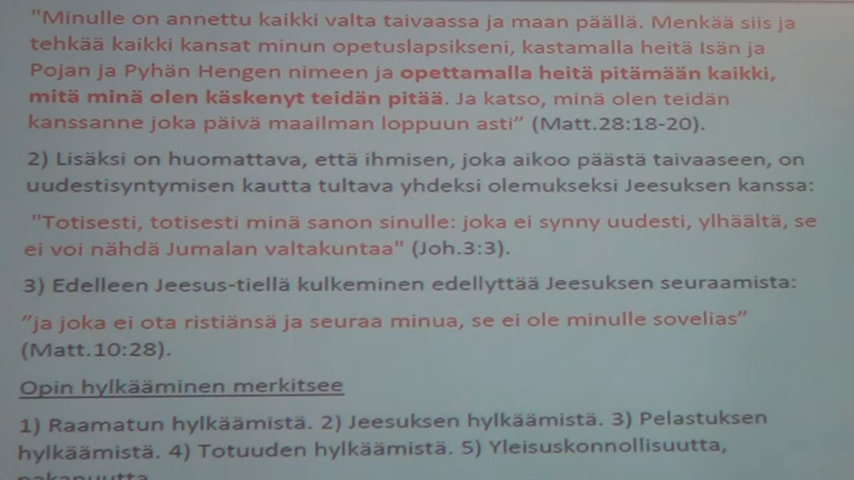 "Minulle on annettu kaikki valta taivaassa ja maan päällä. Menkää siis ja
tehkää kaikki kansat minun opetuslapsikseni, kastamalla heitä Isän ja
Pojan ja Pyhän Hengen nimeen ja opettamalla heitä pitämään kaikki,
mitä minä olen käskenyt teidän pitää. Ja katso, minä olen teidän
kanssanne joka päivä maailman loppuun asti” (Matt.28:18-20).
2) Lisäksi on huomattava, että ihmisen, joka aikoo päästä taivaaseen, on
uudestisyntymisen kautta tultava yhdeksi olemukseksi Jeesuksen kanssa:
"Totisesti, totisesti minä sanon sinulle: joka ei synny uudesti, ylhäältä, se
ei voi nähdä Jumalan valtakuntaa" (Joh.3:3).
3) Edelleen Jeesus-tiellä kulkeminen edellyttää Jeesuksen seuraamista:
”ja joka ei ota ristiänsä ja seuraa minua, se ei ole minulle sovelias”
(Matt.10:28).
Opin hylkääminen merkitsee
1) Raamatun hylkäämistä. 2) Jeesuksen hylkäämistä. 3) Pelastuksen
hylkäämistä. 4) Totuuden hylkäämistä. 5) Yleisuskonnollisuutta,
pakanuutta